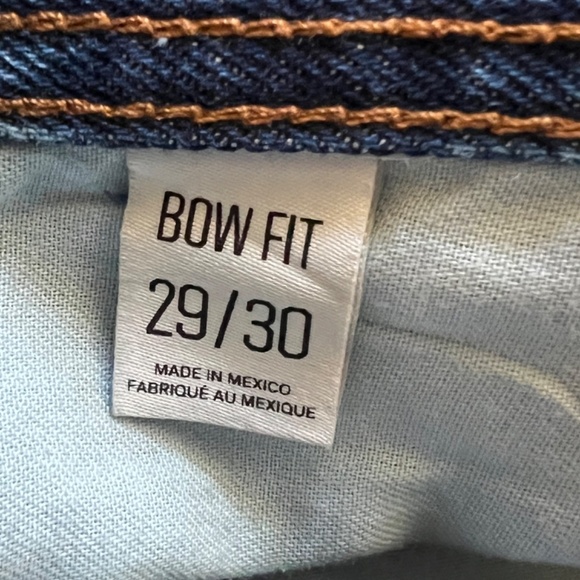 BOW FIT
29/30
MADE IN MEXICO
FABRIQUÉ AU MEXIQUE